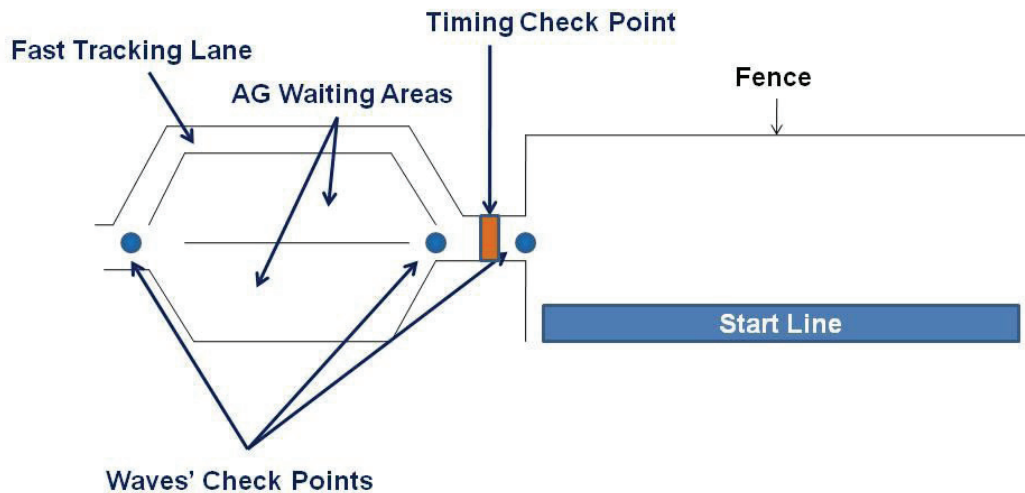 Timing Check Point
Fast Tracking Lane
AG Waiting Areas
Fence
Start Line
Waves’ Check Points